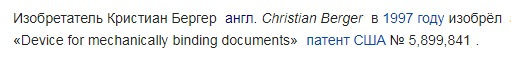 Изобретатель Кристиан Бергер англ. Christian Berger в 1997 году изобрёл
«Device for mechanically binding documents» патент США № 5,899,841 .